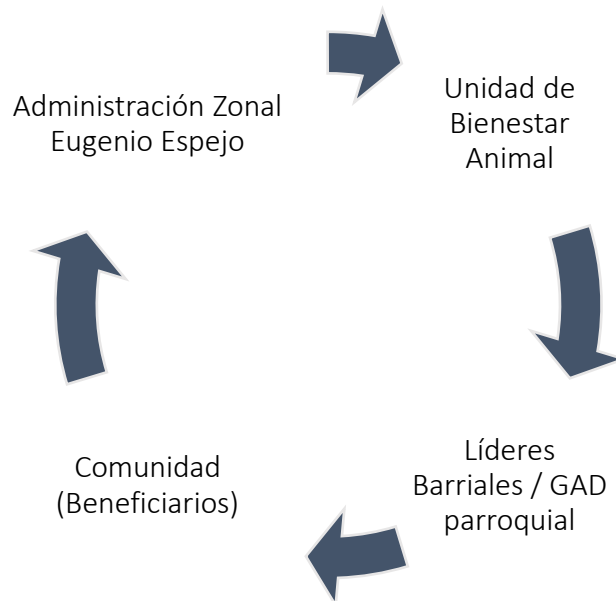 Administración Zonal
Eugenio Espejo
Unidad de
Bienestar
Animal
Líderes
Barriales / GAD
parroquial
Comunidad
(Beneficiarios)